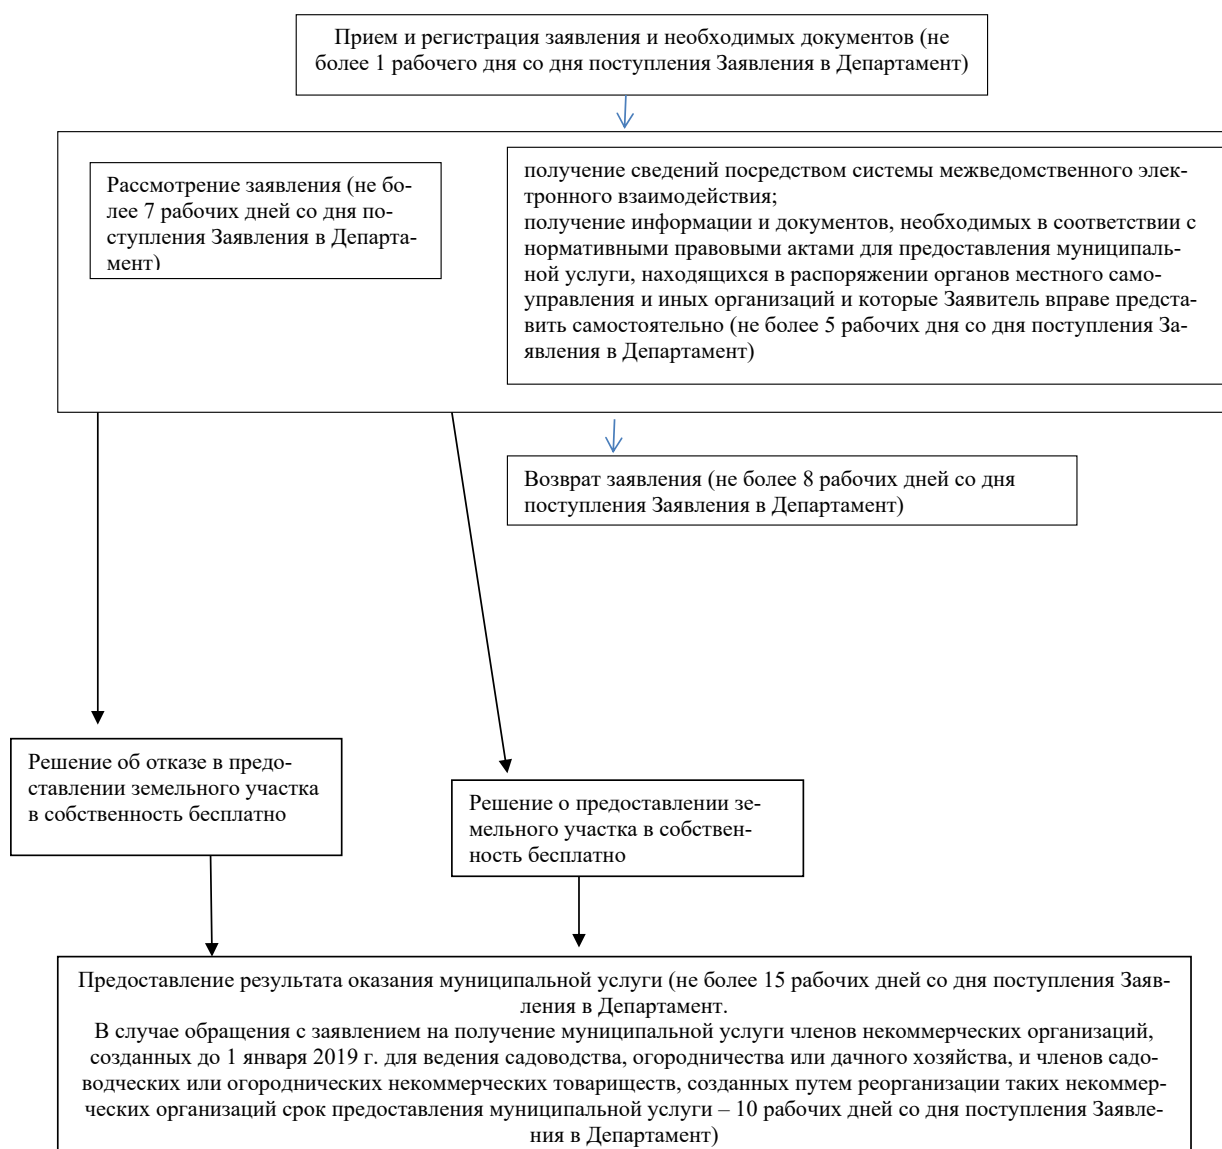 Прием и регистрация заявления и необходимых документов (не
более 1 рабочего дня со дня поступления Заявления в Департамент)
Рассмотрение заявления (не бо-
лее 7 рабочих дней со дня по-
ступления Заявления в Департа-
мент)
получение сведений посредством системы межведомственного элек-
тронного взаимодействия;
получение информации и документов, необходимых в соответствии с
нормативными правовыми актами для предоставления муниципаль-
ной услуги, находящихся в распоряжении органов местного само-
управления и иных организаций и которые Заявитель вправе предста-
вить самостоятельно (не более 5 рабочих дня со дня поступления За-
явления в Департамент)
Возврат заявления (не более 8 рабочих дней со дня
поступления Заявления в Департамент)
Решение об отказе в предо-
ставлении земельного участка
в собственность бесплатно
Решение о предоставлении зе-
мельного участка в собствен-
ность бесплатно
Предоставление результата оказания муниципальной услуги (не более 15 рабочих дней со дня поступления Заяв-
ления в Департамент.
В случае обращения с заявлением на получение муниципальной услуги членов некоммерческих организаций,
созданных до 1 января 2019 г. для ведения садоводства, огородничества или дачного хозяйства, и членов садо-
водческих или огороднических некоммерческих товариществ, созданных путем реорганизации таких некоммер-
ческих организаций срок предоставления муниципальной услуги – 10 рабочих дней со дня поступления Заявле-
ния в Департамент)